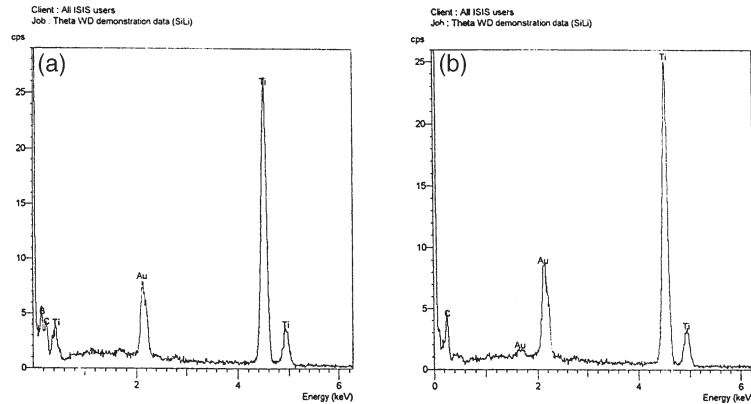 Client : All ISIS users
Job : Theta WD demonstration data (SiLi)
cps
(a)
Ti
25
20
15
10
Au
5
B
C
Ti
Ti
0
2
4
6
Energy (keV)
Client : All ISIS users
Job : Theta WD demonstration data (SiLi)
cps
(b)
Ti
25
20
15
10
Au
5
C
Au
Ti
0
0
2
4
6
Energy (keV)